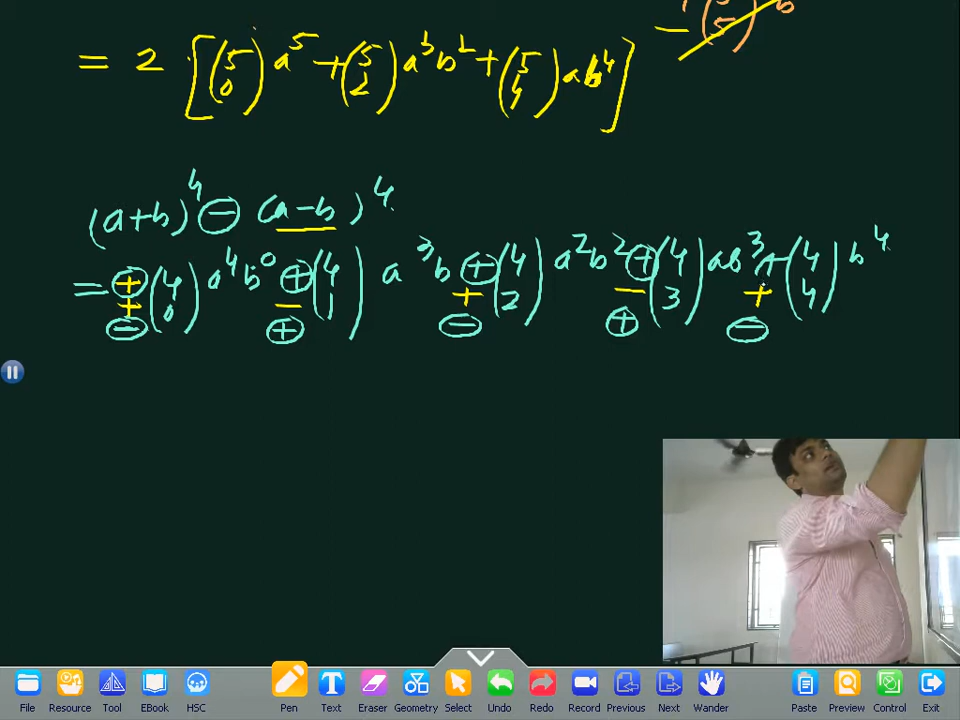 = 2 [(5 0) a^5 + (5 2) a^3 b^2 + (5 4) a b^4]
(a+b)^4 ⊖ (a-b)^4
= ⊕ (4 0) a^4 b^0 ⊕ (4 1) a^3 b ⊕ (4 2) a^2 b^2 ⊕ (4 3) ab^3 + (4 4) b^4
+ − + − +
⊖ ⊕ ⊖ ⊕ ⊖
File Resource Tool EBook HSC Pen Text Eraser Geometry Select Undo Redo Record Previous Next Wander Paste Preview Control Exit